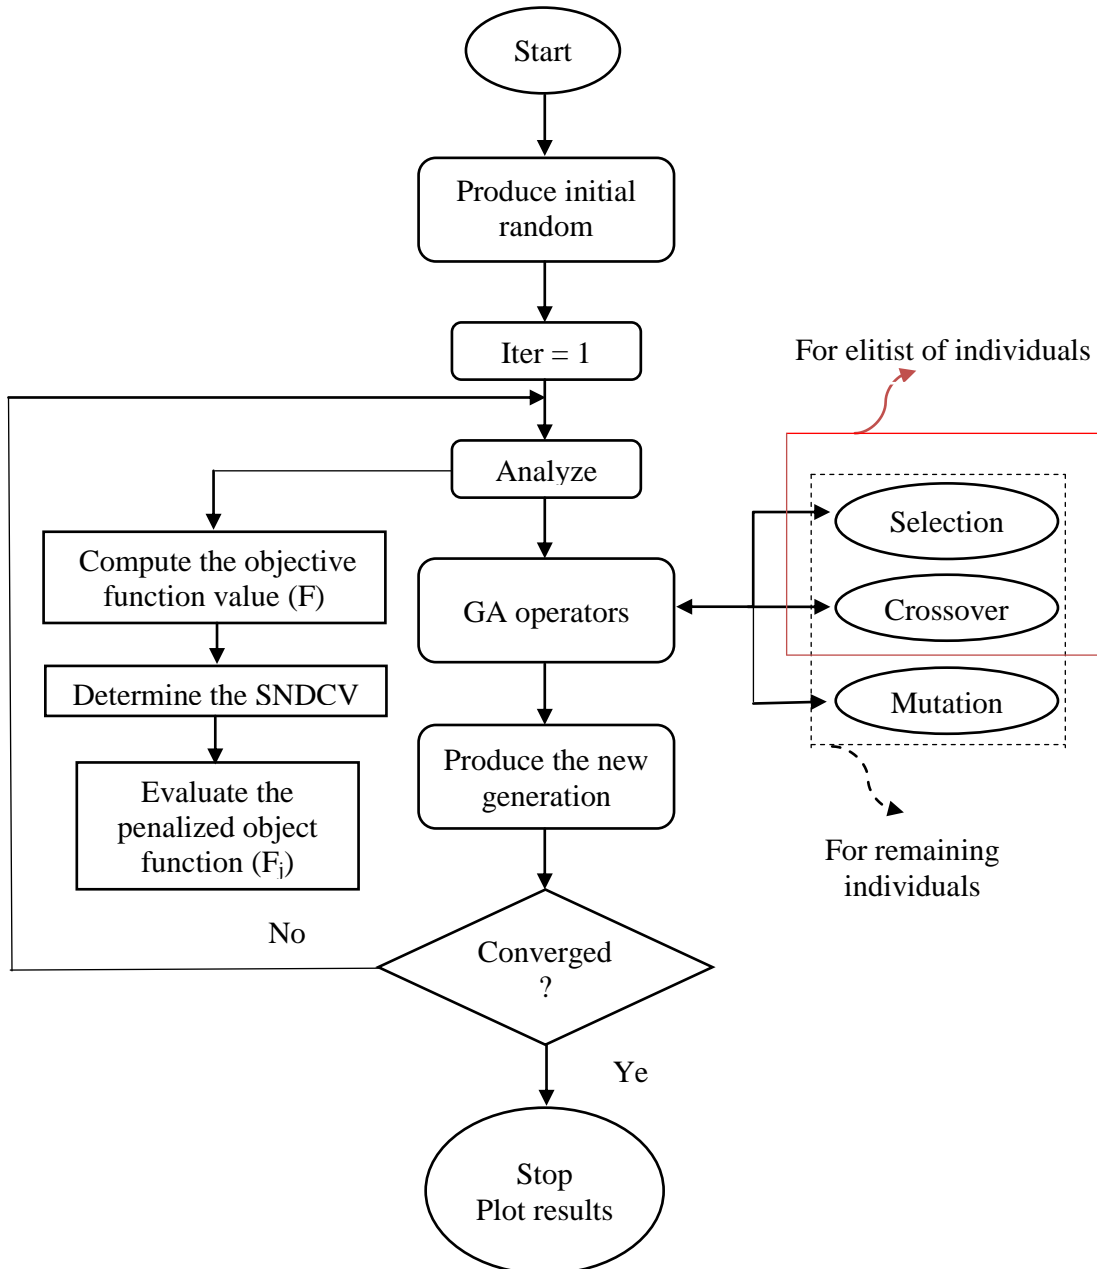 Start
Produce initial
random
Iter = 1
For elitist of individuals
Analyze
Selection
Compute the objective
function value (F)
GA operators
Crossover
Determine the SNDCV
Mutation
Produce the new
generation
Evaluate the
penalized object
function (Fj)
For remaining
individuals
No
Converged
?
Ye
Stop
Plot results